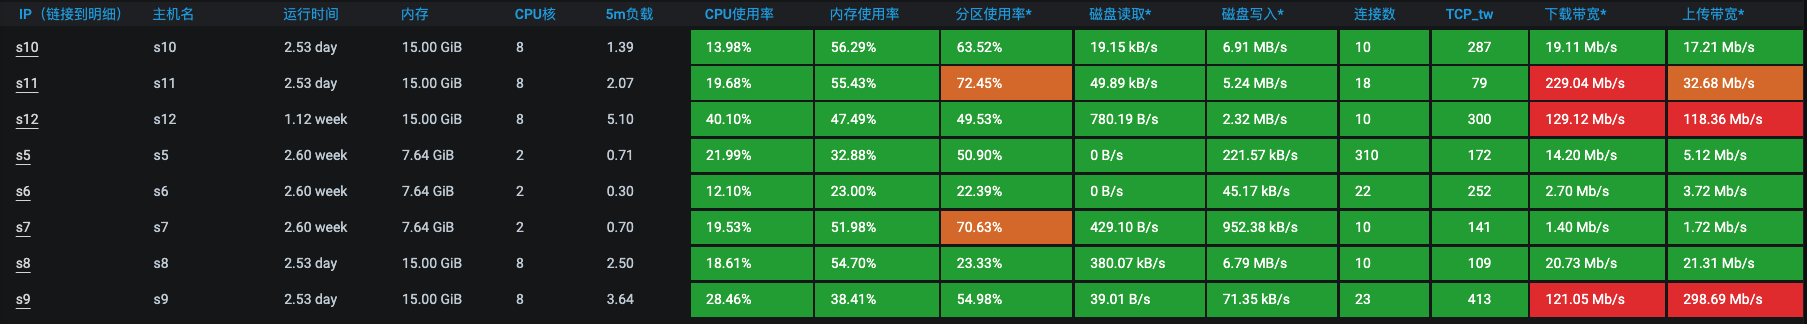 IP（链接到明细） 主机名 运行时间 内存 CPU核 5m负载 CPU使用率 内存使用率 分区使用率* 磁盘读取* 磁盘写入* 连接数 TCP_tw 下载带宽* 上传带宽*
s10 s10 2.53 day 15.00 GiB 8 1.39 13.98% 56.29% 63.52% 19.15 kB/s 6.91 MB/s 10 287 19.11 Mb/s 17.21 Mb/s
s11 s11 2.53 day 15.00 GiB 8 2.07 19.68% 55.43% 72.45% 49.89 kB/s 5.24 MB/s 18 79 229.04 Mb/s 32.68 Mb/s
s12 s12 1.12 week 15.00 GiB 8 5.10 40.10% 47.49% 49.53% 780.19 B/s 2.32 MB/s 10 300 129.12 Mb/s 118.36 Mb/s
s5 s5 2.60 week 7.64 GiB 2 0.71 21.99% 32.88% 50.90% 0 B/s 221.57 kB/s 310 172 14.20 Mb/s 5.12 Mb/s
s6 s6 2.60 week 7.64 GiB 2 0.30 12.10% 23.00% 22.39% 0 B/s 45.17 kB/s 22 252 2.70 Mb/s 3.72 Mb/s
s7 s7 2.60 week 7.64 GiB 2 0.70 19.53% 51.98% 70.63% 429.10 B/s 952.38 kB/s 10 141 1.40 Mb/s 1.72 Mb/s
s8 s8 2.53 day 15.00 GiB 8 2.50 18.61% 54.70% 23.33% 380.07 kB/s 6.79 MB/s 10 109 20.73 Mb/s 21.31 Mb/s
s9 s9 2.53 day 15.00 GiB 8 3.64 28.46% 38.41% 54.98% 39.01 B/s 71.35 kB/s 23 413 121.05 Mb/s 298.69 Mb/s